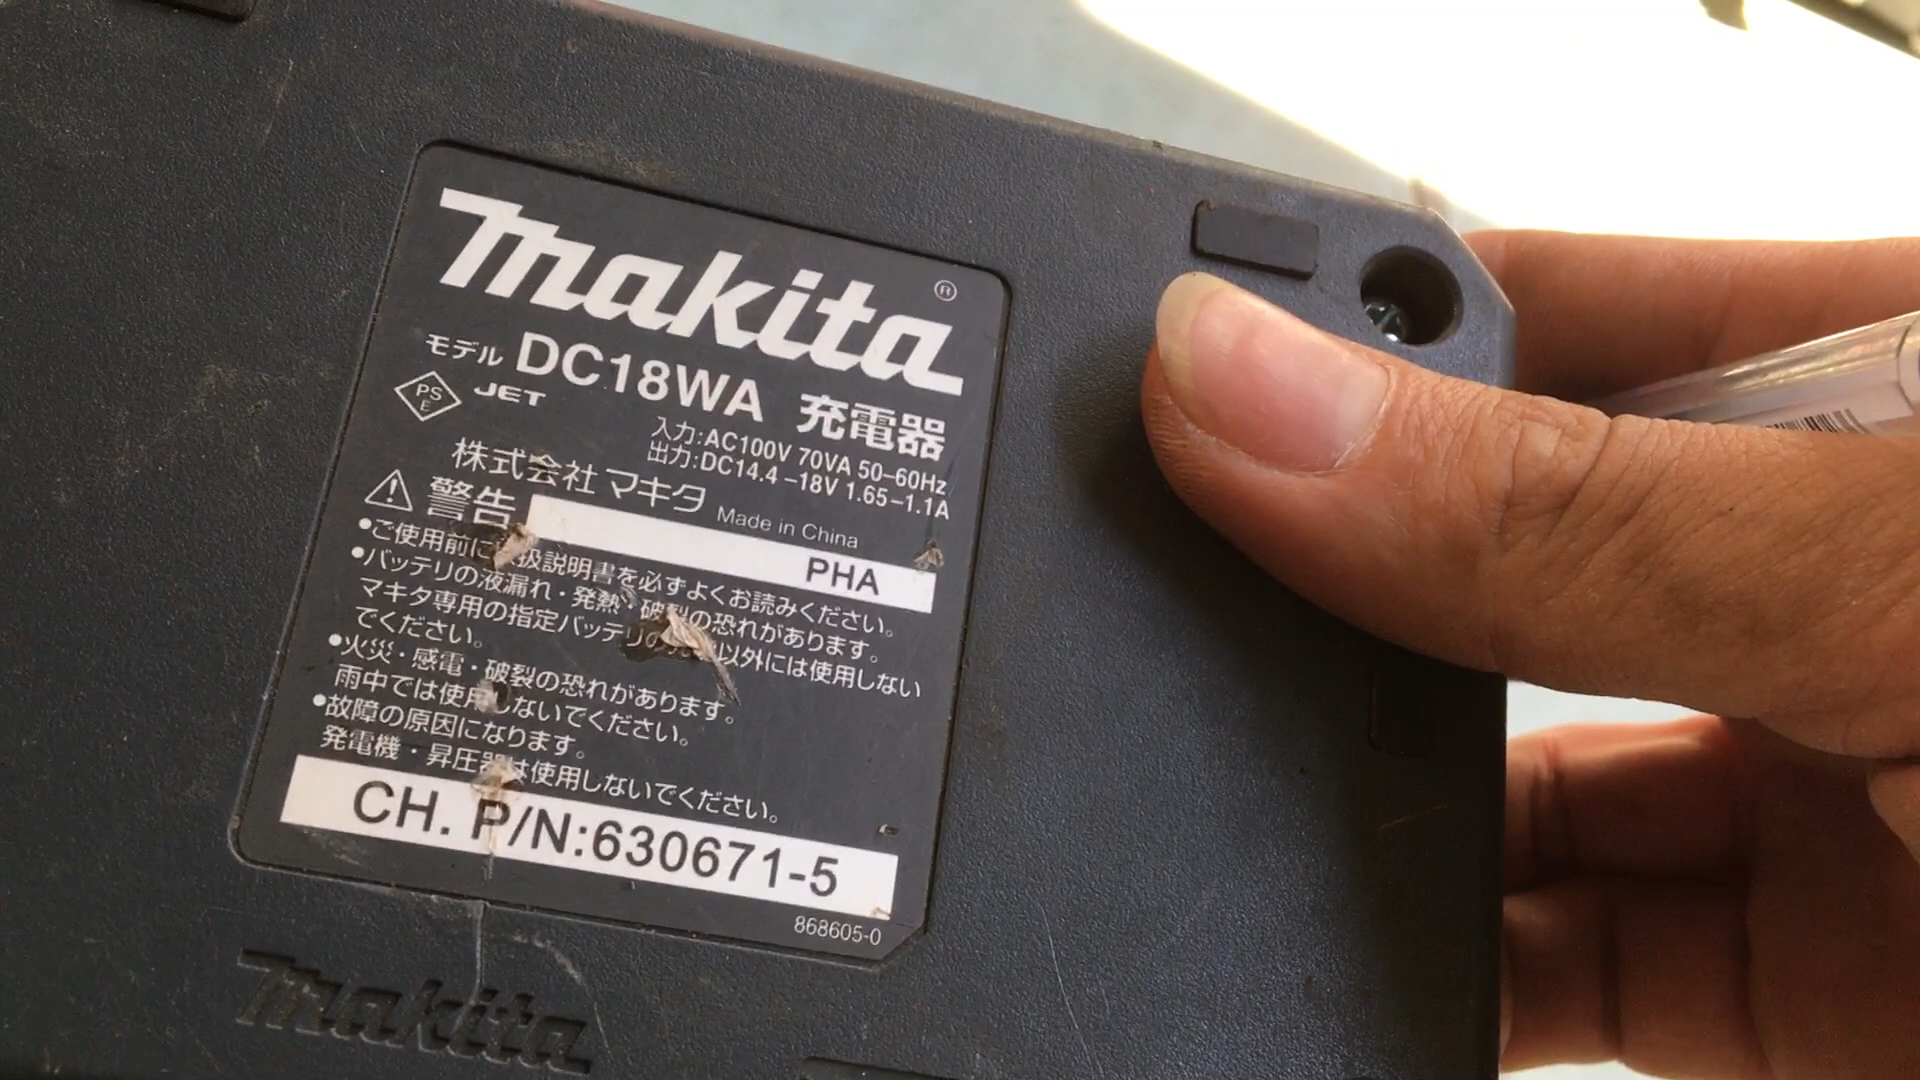 makita®
モデル DC18WA 充電器
PS
E
JET
入力:AC100V 70VA 50-60Hz
出力:DC14.4-18V 1.65-1.1A
株式会社マキタ Made in China
警告
PHA
●ご使用前に 扱説明書を必ずよくお読みください。
●バッテリの液漏れ・発熱・破裂の恐れがあります。
マキタ専用の指定バッテリの 以外には使用しない
でください。
●火災・感電・破裂の恐れがあります。
雨中では使用しないでください。
●故障の原因になります。
発電機・昇圧器は使用しないでください。
CH. P/N:630671-5
868605-0
makita